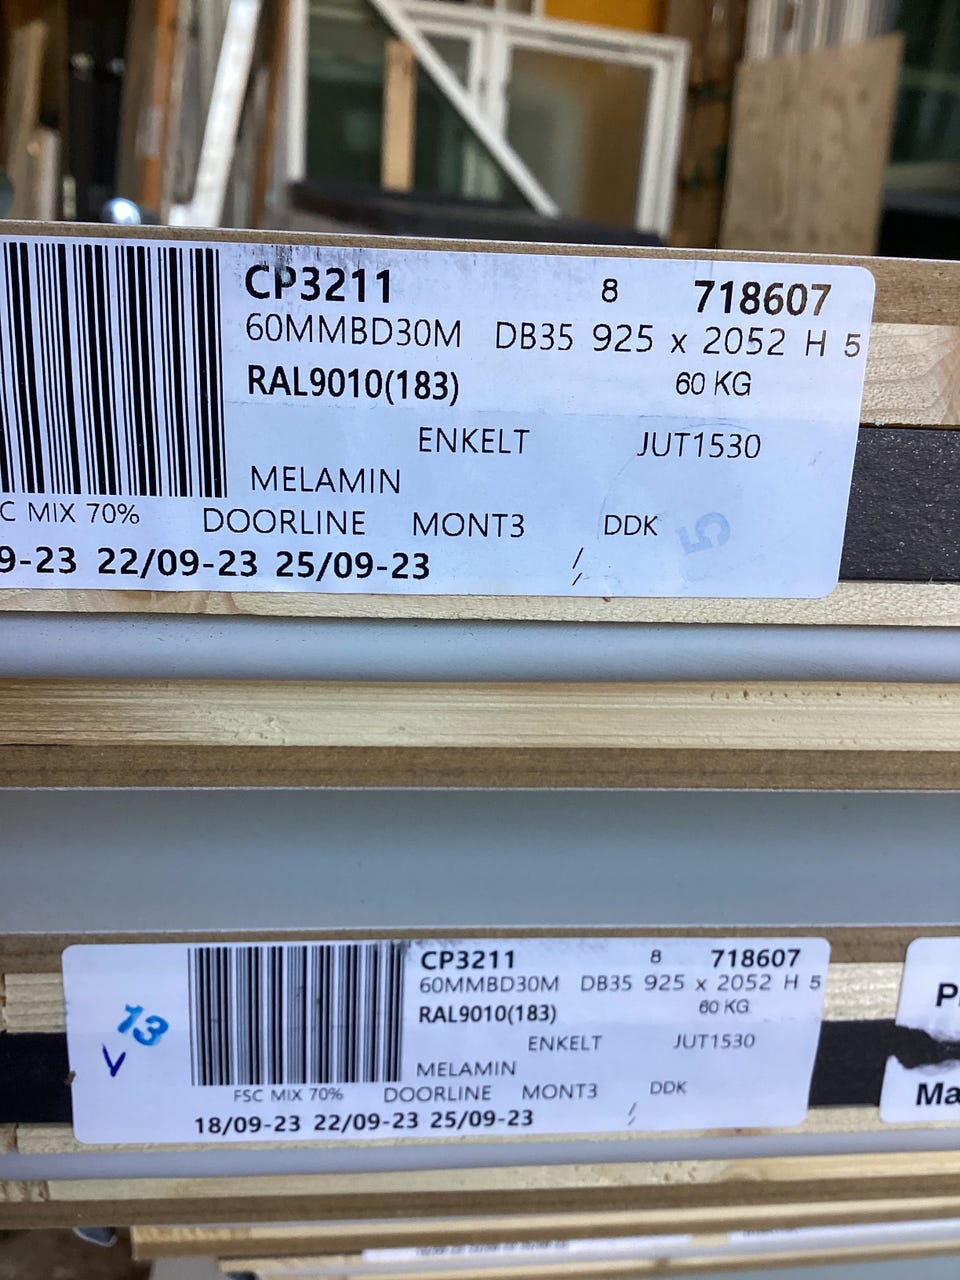 CP3211 8 718607
60MMBD30M DB35 925 x 2052 H 5
RAL9010(183) 60 KG
ENKELT JUT1530
MELAMIN
C MIX 70% DOORLINE MONT3 DDK 5
9-23 22/09-23 25/09-23 /
CP3211 8 718607
60MMBD30M DB35 925 x 2052 H 5
RAL9010(183) 60 KG
13
V
ENKELT JUT1530
MELAMIN
FSC MIX 70% DOORLINE MONT3 DDK
18/09-23 22/09-23 25/09-23 /
P
Ma